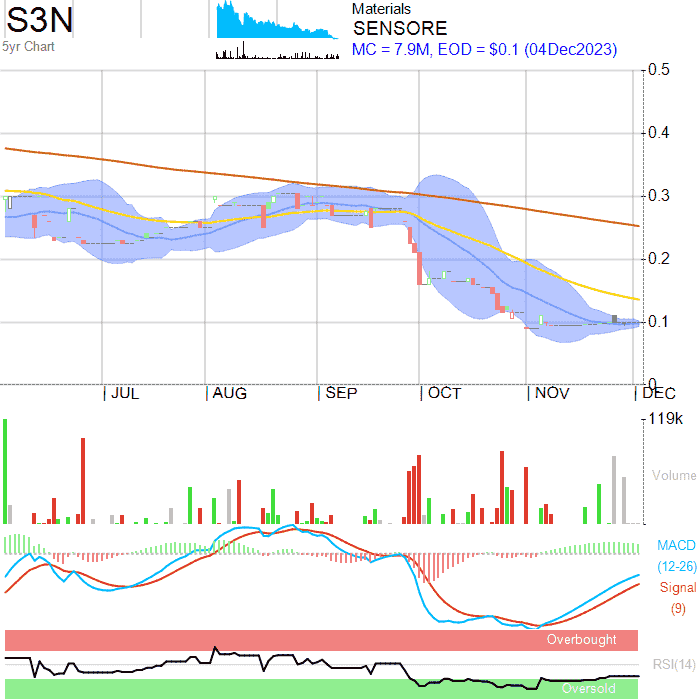 S3N
5yr Chart
Materials
SENSORE
MC = 7.9M, EOD = $0.1 (04Dec2023)
0.5
0.4
0.3
0.2
0.1
0
JUL AUG SEP OCT NOV DEC
119k
Volume
MACD
(12-26)
Signal
(9)
Overbought
RSI(14)
Oversold